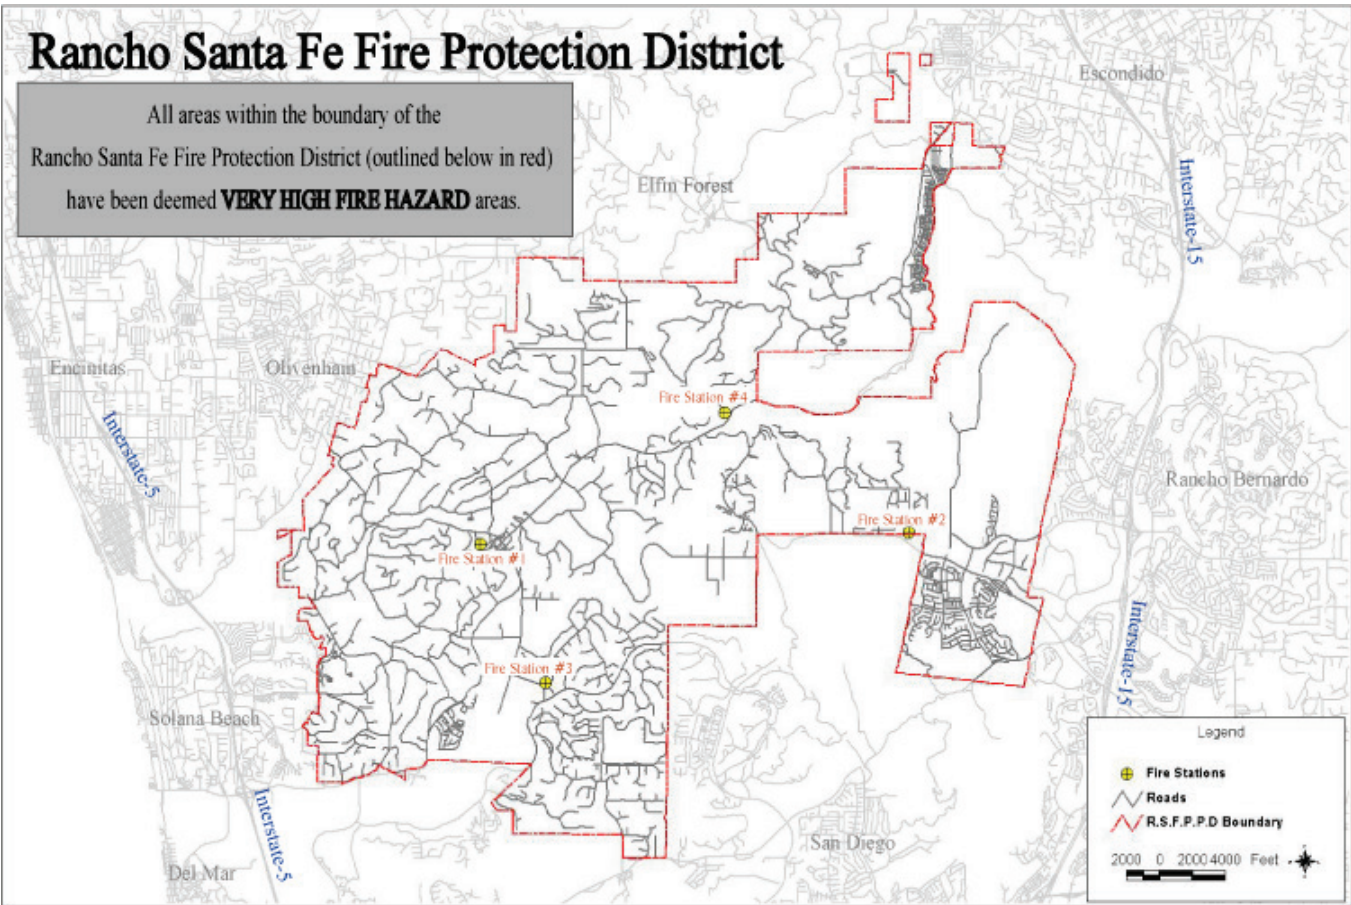 Rancho Santa Fe Fire Protection District
All areas within the boundary of the
Rancho Santa Fe Fire Protection District (outlined below in red)
have been deemed VERY HIGH FIRE HAZARD areas.
Escondido
Interstate-15
Elfin Forest
Encinitas
Olivenhain
Interstate-5
Fire Station #4
Rancho Bernardo
Fire Station #2
Fire Station #1
Interstate-15
Fire Station #3
Solana Beach
Interstate-5
San Diego
Del Mar
Legend
Fire Stations
Roads
R.S.F.P.P.D Boundary
2000 0 2000 4000 Feet